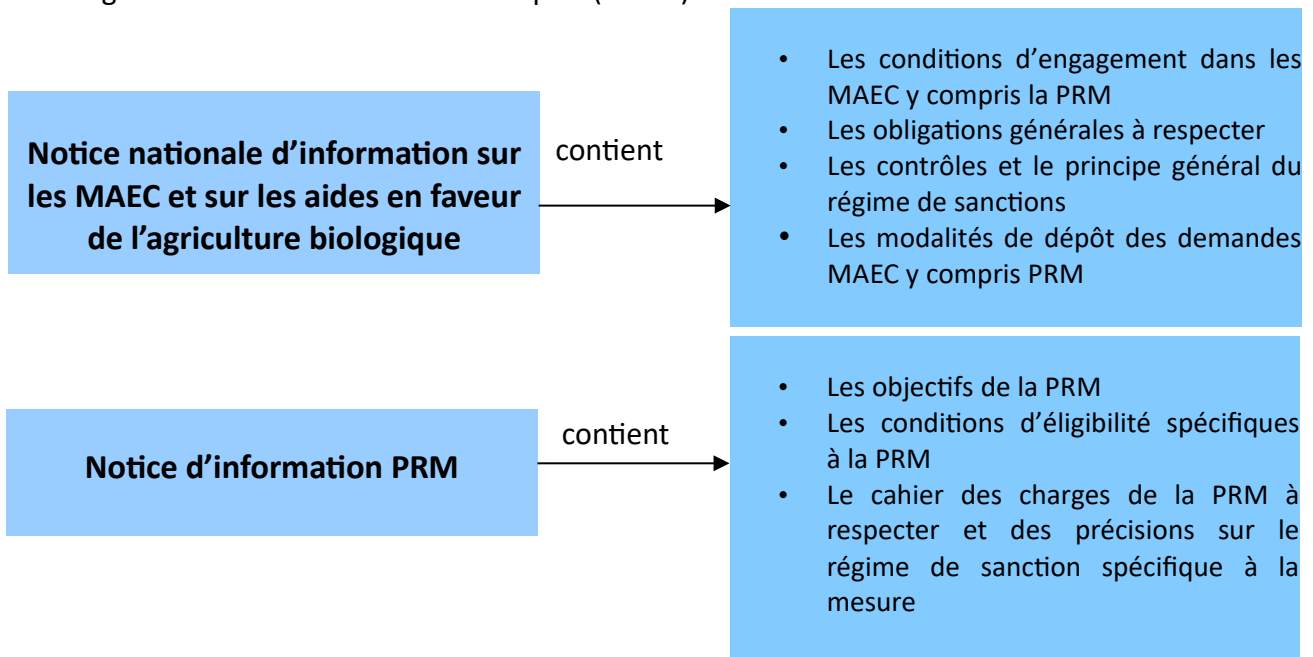 Notice nationale d'information sur
les MAEC et sur les aides en faveur
de l'agriculture biologique
contient
• Les conditions d'engagement dans les
MAEC y compris la PRM
• Les obligations générales à respecter
• Les contrôles et le principe général du
régime de sanctions
• Les modalités de dépôt des demandes
MAEC y compris PRM
Notice d'information PRM
contient
• Les objectifs de la PRM
• Les conditions d'éligibilité spécifiques
à la PRM
• Le cahier des charges de la PRM à
respecter et des précisions sur le
régime de sanction spécifique à la
mesure